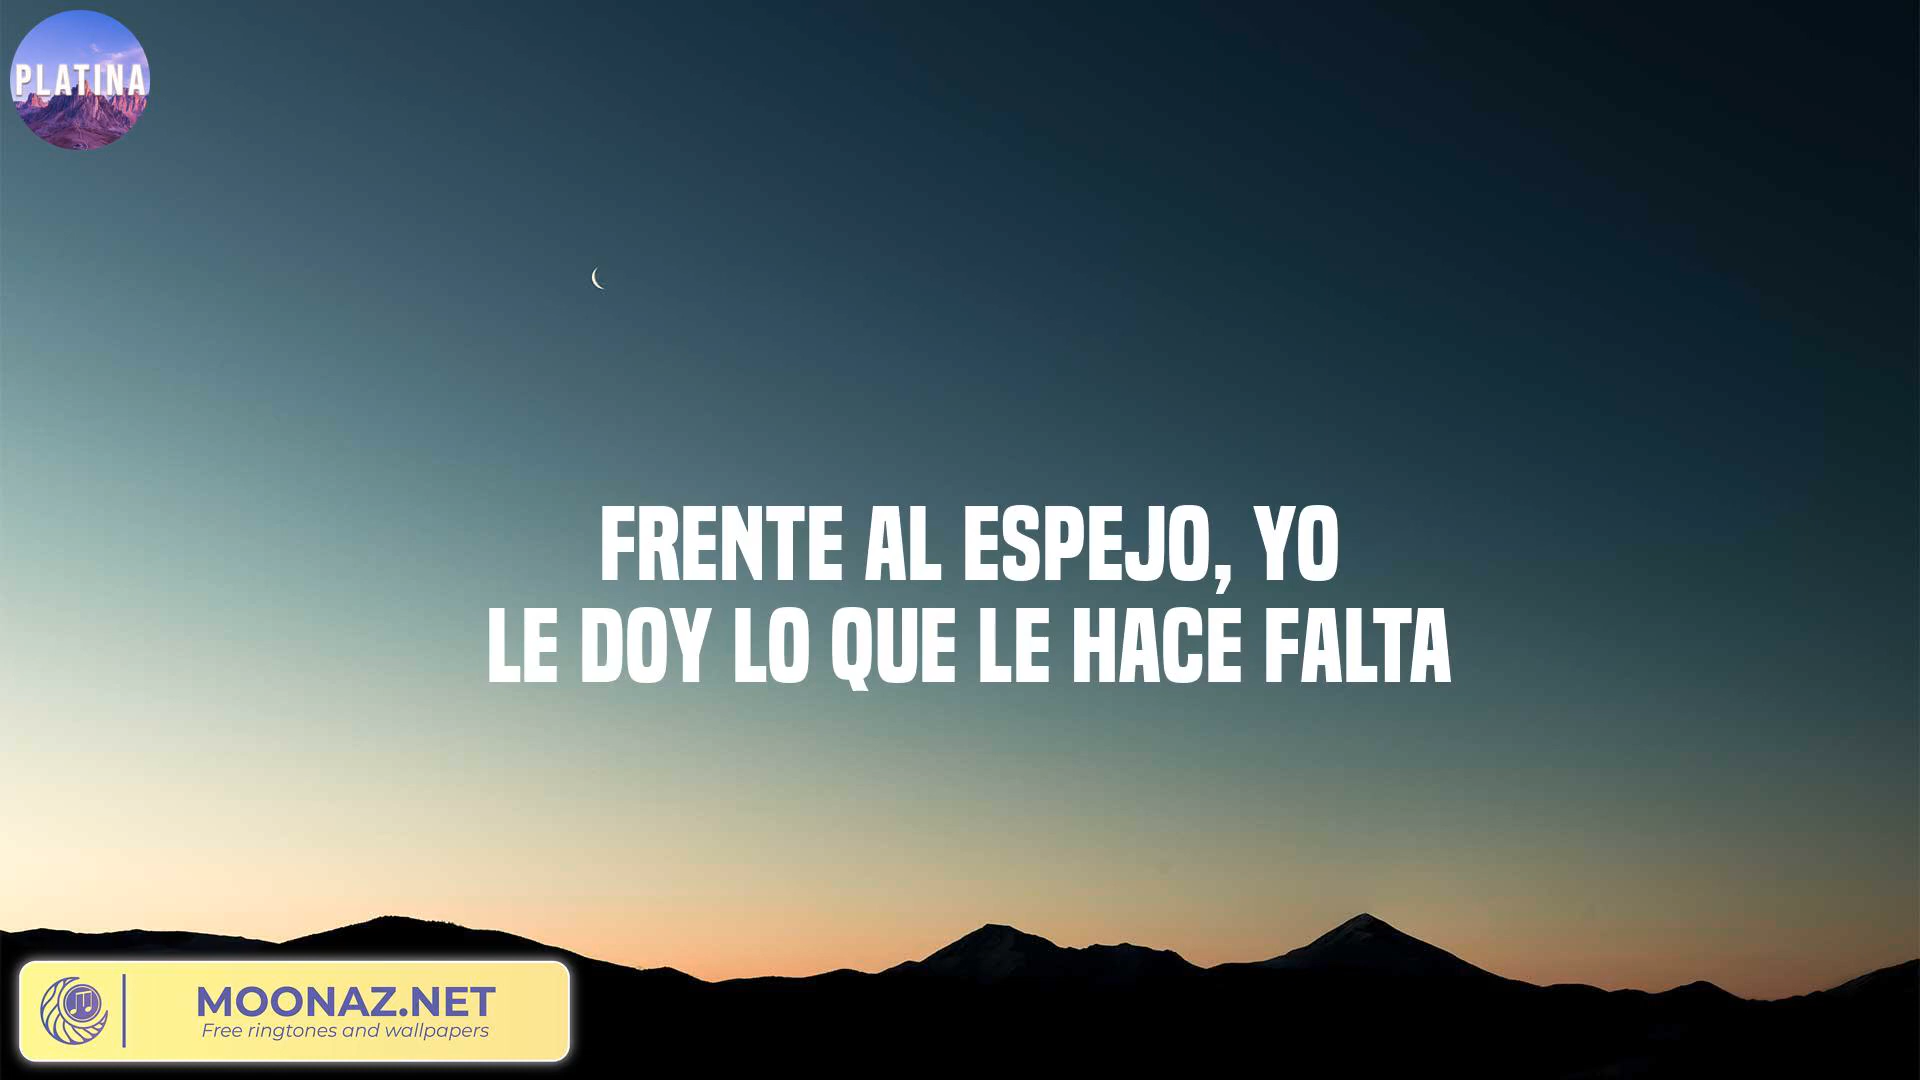 PLATINA
FRENTE AL ESPEJO, YO
LE DOY LO QUE LE HACE FALTA
MOONAZ.NET
Free ringtones and wallpapers